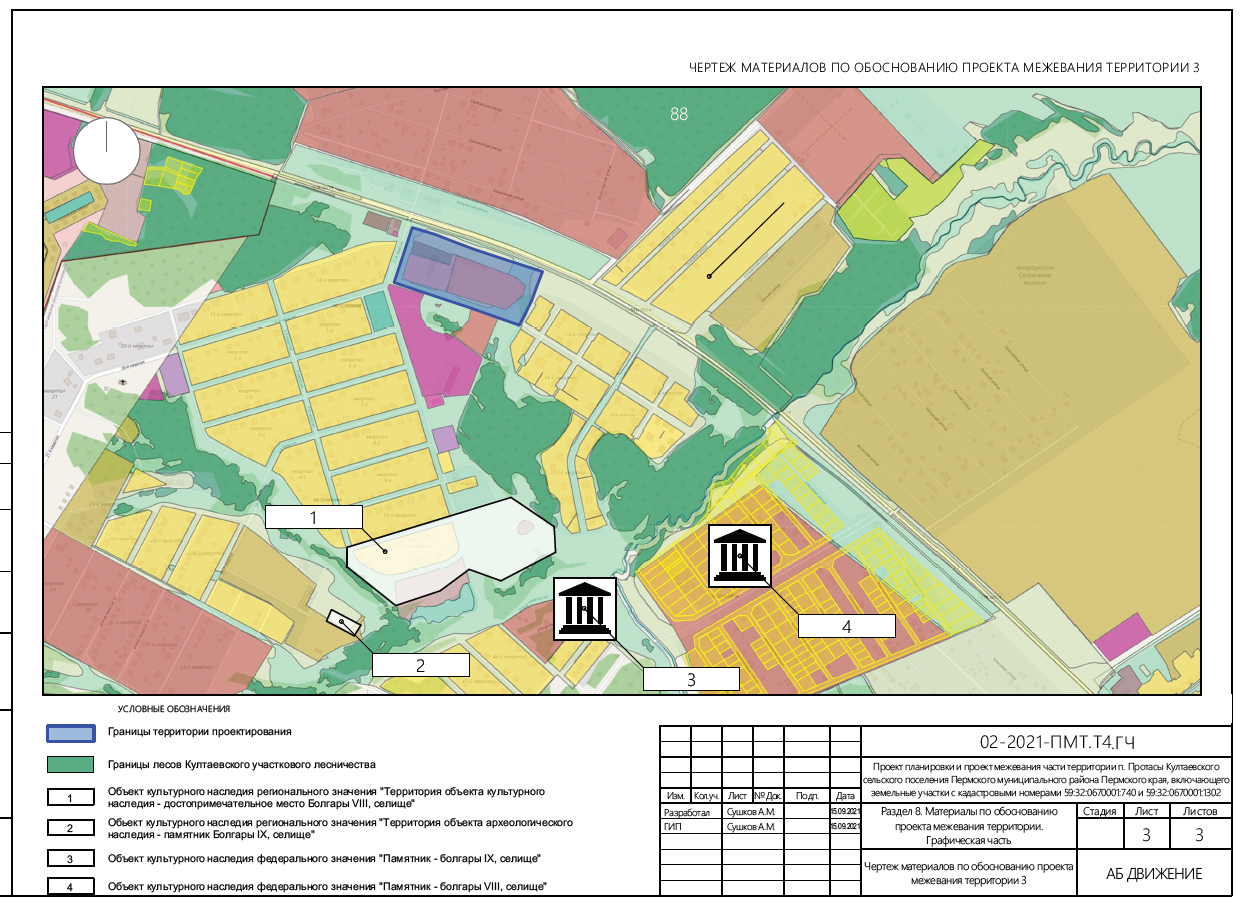 ЧЕРТЕЖ МАТЕРИАЛОВ ПО ОБОСНОВАНИЮ ПРОЕКТА МЕЖЕВАНИЯ ТЕРРИТОРИИ 3
88
микрорайон
Солнечная
поляна
1
2
3
4
УСЛОВНЫЕ ОБОЗНАЧЕНИЯ
Границы территории проектирования
Границы лесов Култаевского участкового лесничества
1 Объект культурного наследия регионального значения "Территория объекта культурного
наследия - достопримечательное место Болгары VIII, селище"
2 Объект культурного наследия регионального значения "Территория объекта археологического
наследия - памятник Болгары IX, селище"
3 Объект культурного наследия федерального значения "Памятник - болгары IX, селище"
4 Объект культурного наследия федерального значения "Памятник - болгары VIII, селище"
02-2021-ПМТ.Т4.ГЧ
Проект планировки и проект межевания части территории п. Протасы Култаевского
сельского поселения Пермского муниципального района Пермского края, включающего
земельные участки с кадастровыми номерами 59:32:0670001:740 и 59:32:0670001:1302
Изм. Кол.уч. Лист № Док. Подп. Дата
Разработал Сушков А.М. 15.09.2021
ГИП Сушков А.М. 15.09.2021
Раздел 8. Материалы по обоснованию
проекта межевания территории.
Графическая часть
Стадия Лист Листов
3 3
Чертеж материалов по обоснованию проекта
межевания территории 3
АБ ДВИЖЕНИЕ